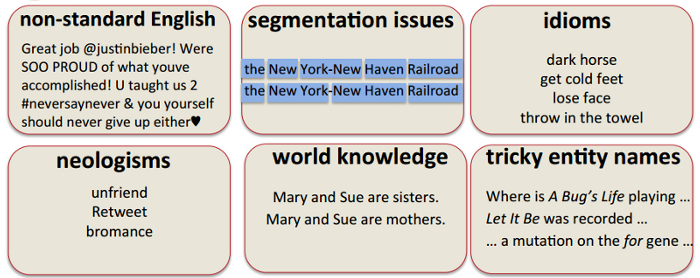 non-standard English
Great job @justinbieber! Were
SOO PROUD of what youve
accomplished! U taught us 2
#neversaynever & you yourself
should never give up either♥
segmentation issues
the New York-New Haven Railroad
the New York-New Haven Railroad
idioms
dark horse
get cold feet
lose face
throw in the towel
neologisms
unfriend
Retweet
bromance
world knowledge
Mary and Sue are sisters.
Mary and Sue are mothers.
tricky entity names
Where is A Bug's Life playing …
Let It Be was recorded …
… a mutation on the for gene …